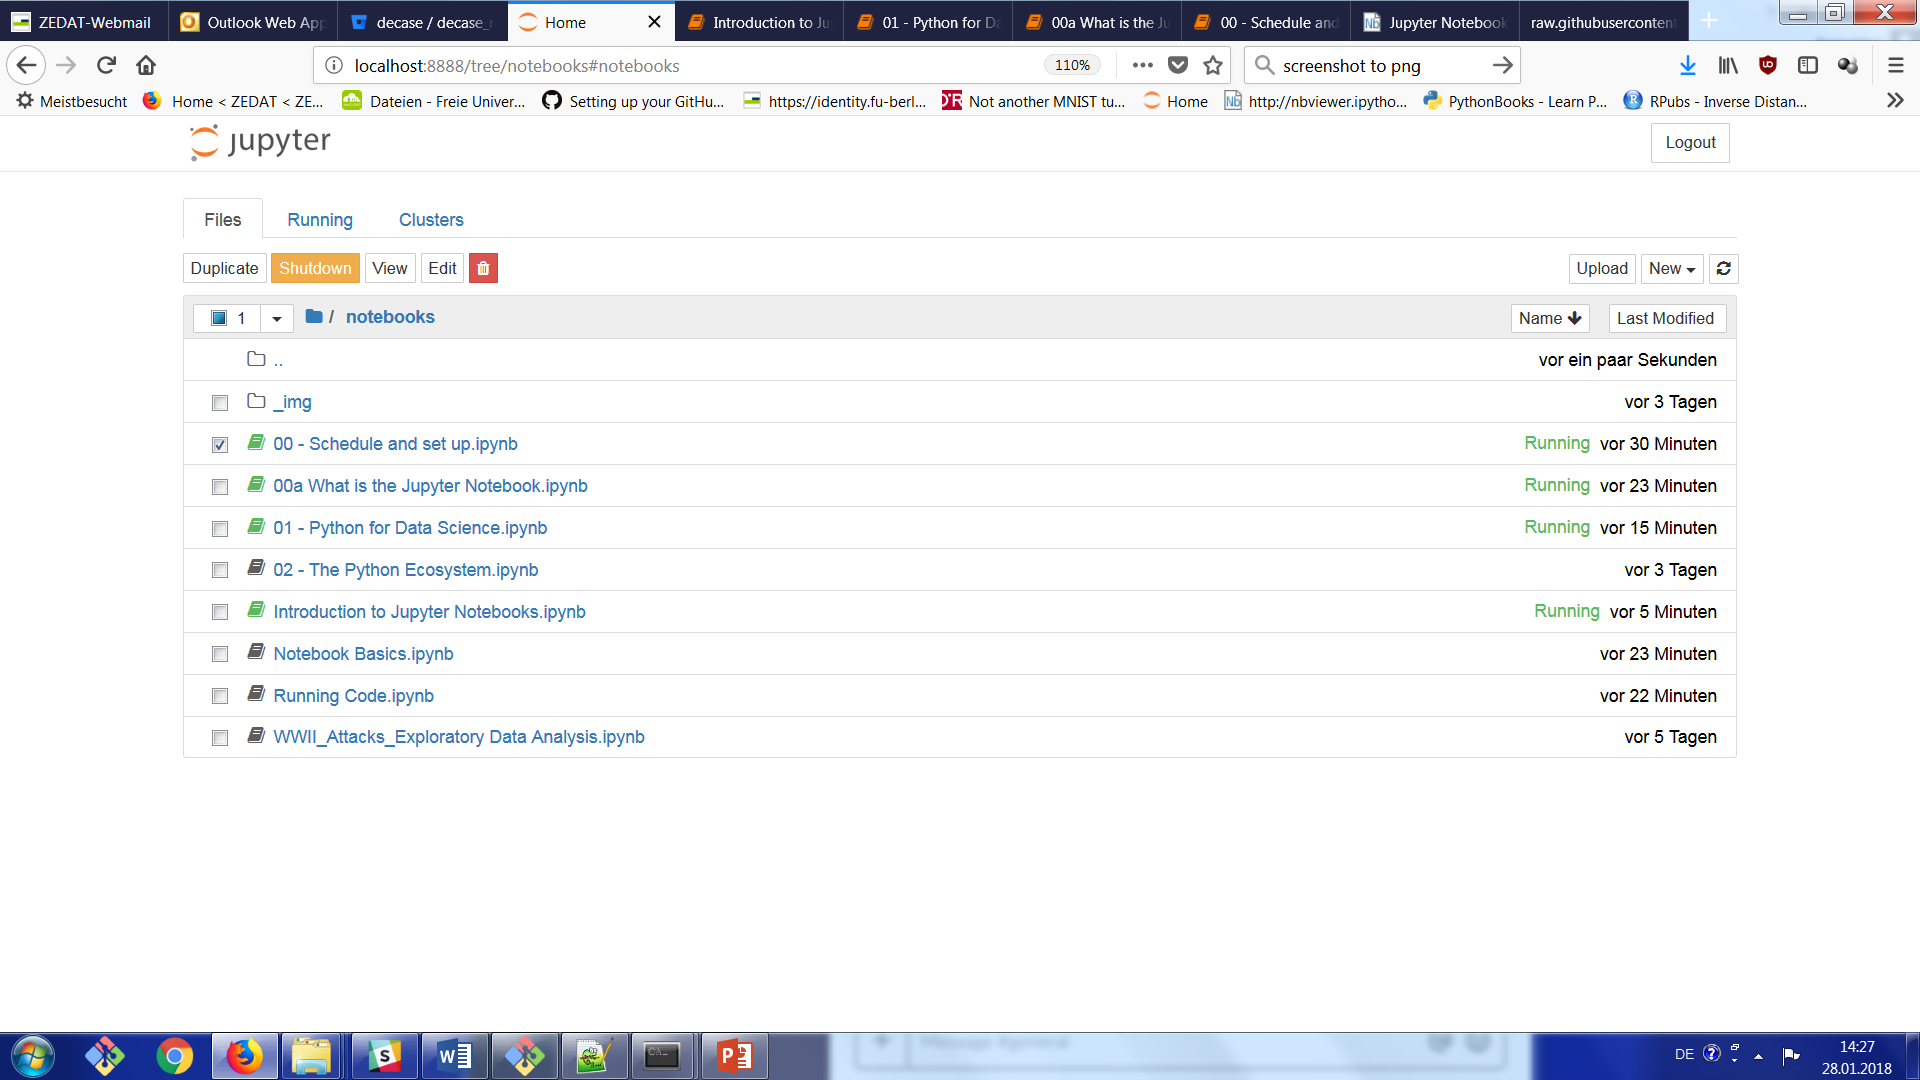 ZEDAT-Webmail
Outlook Web App
decase / decase_
Home
Introduction to Ju
01 - Python for Da
00a What is the Ju
00 - Schedule and
Jupyter Notebook
raw.githubusercontent
localhost:8888/tree/notebooks#notebooks
110%
screenshot to png
Meistbesucht
Home < ZEDAT < ZE...
Dateien - Freie Univer...
Setting up your GitHu...
https://identity.fu-berl...
Not another MNIST tu...
Home
http://nbviewer.ipytho...
PythonBooks - Learn P...
RPubs - Inverse Distan...
jupyter
Logout
Files
Running
Clusters
Duplicate
Shutdown
View
Edit
Upload
New
1
/ notebooks
Name
Last Modified
..
vor ein paar Sekunden
_img
vor 3 Tagen
00 - Schedule and set up.ipynb
Running vor 30 Minuten
00a What is the Jupyter Notebook.ipynb
Running vor 23 Minuten
01 - Python for Data Science.ipynb
Running vor 15 Minuten
02 - The Python Ecosystem.ipynb
vor 3 Tagen
Introduction to Jupyter Notebooks.ipynb
Running vor 5 Minuten
Notebook Basics.ipynb
vor 23 Minuten
Running Code.ipynb
vor 22 Minuten
WWII_Attacks_Exploratory Data Analysis.ipynb
vor 5 Tagen
Message #general
DE
14:27
28.01.2018